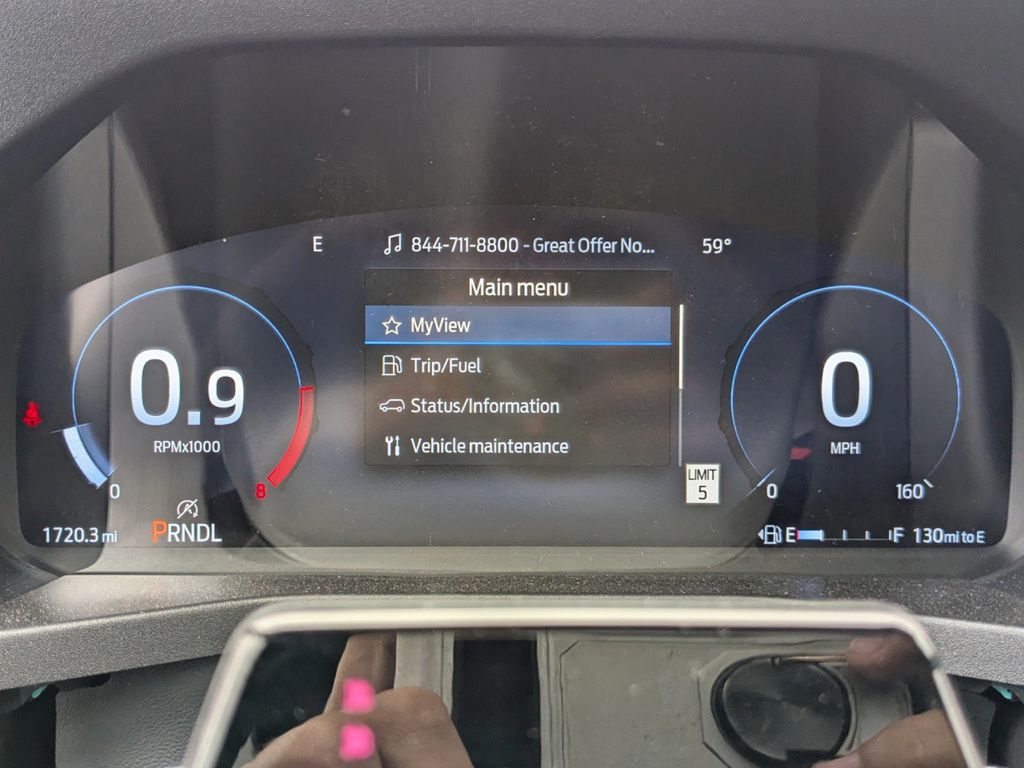 E
844-711-8800 - Great Offer No...
59°
Main menu
MyView
Trip/Fuel
Status/Information
Vehicle maintenance
0.9
RPMx1000
0
8
0
MPH
0
160
LIMIT
5
1720.3 mi
PRNDL
E
F
130 mi to E